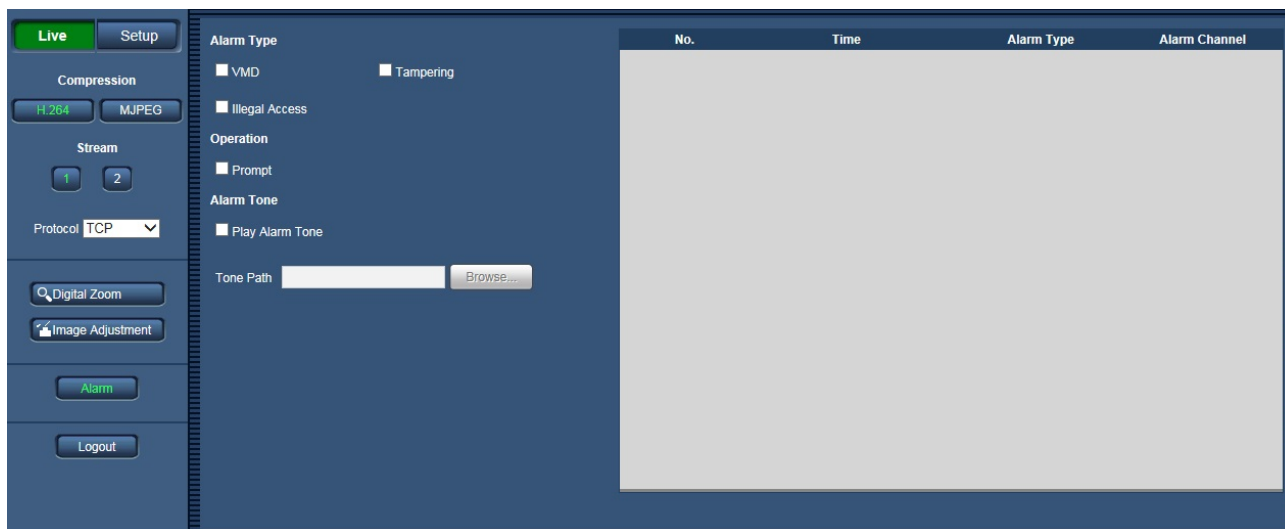 Live Setup
Compression
H.264 MJPEG
Stream
1 2
Protocol TCP
Digital Zoom
Image Adjustment
Alarm
Logout
Alarm Type
VMD Tampering
Illegal Access
Operation
Prompt
Alarm Tone
Play Alarm Tone
Tone Path Browse...
No. Time Alarm Type Alarm Channel